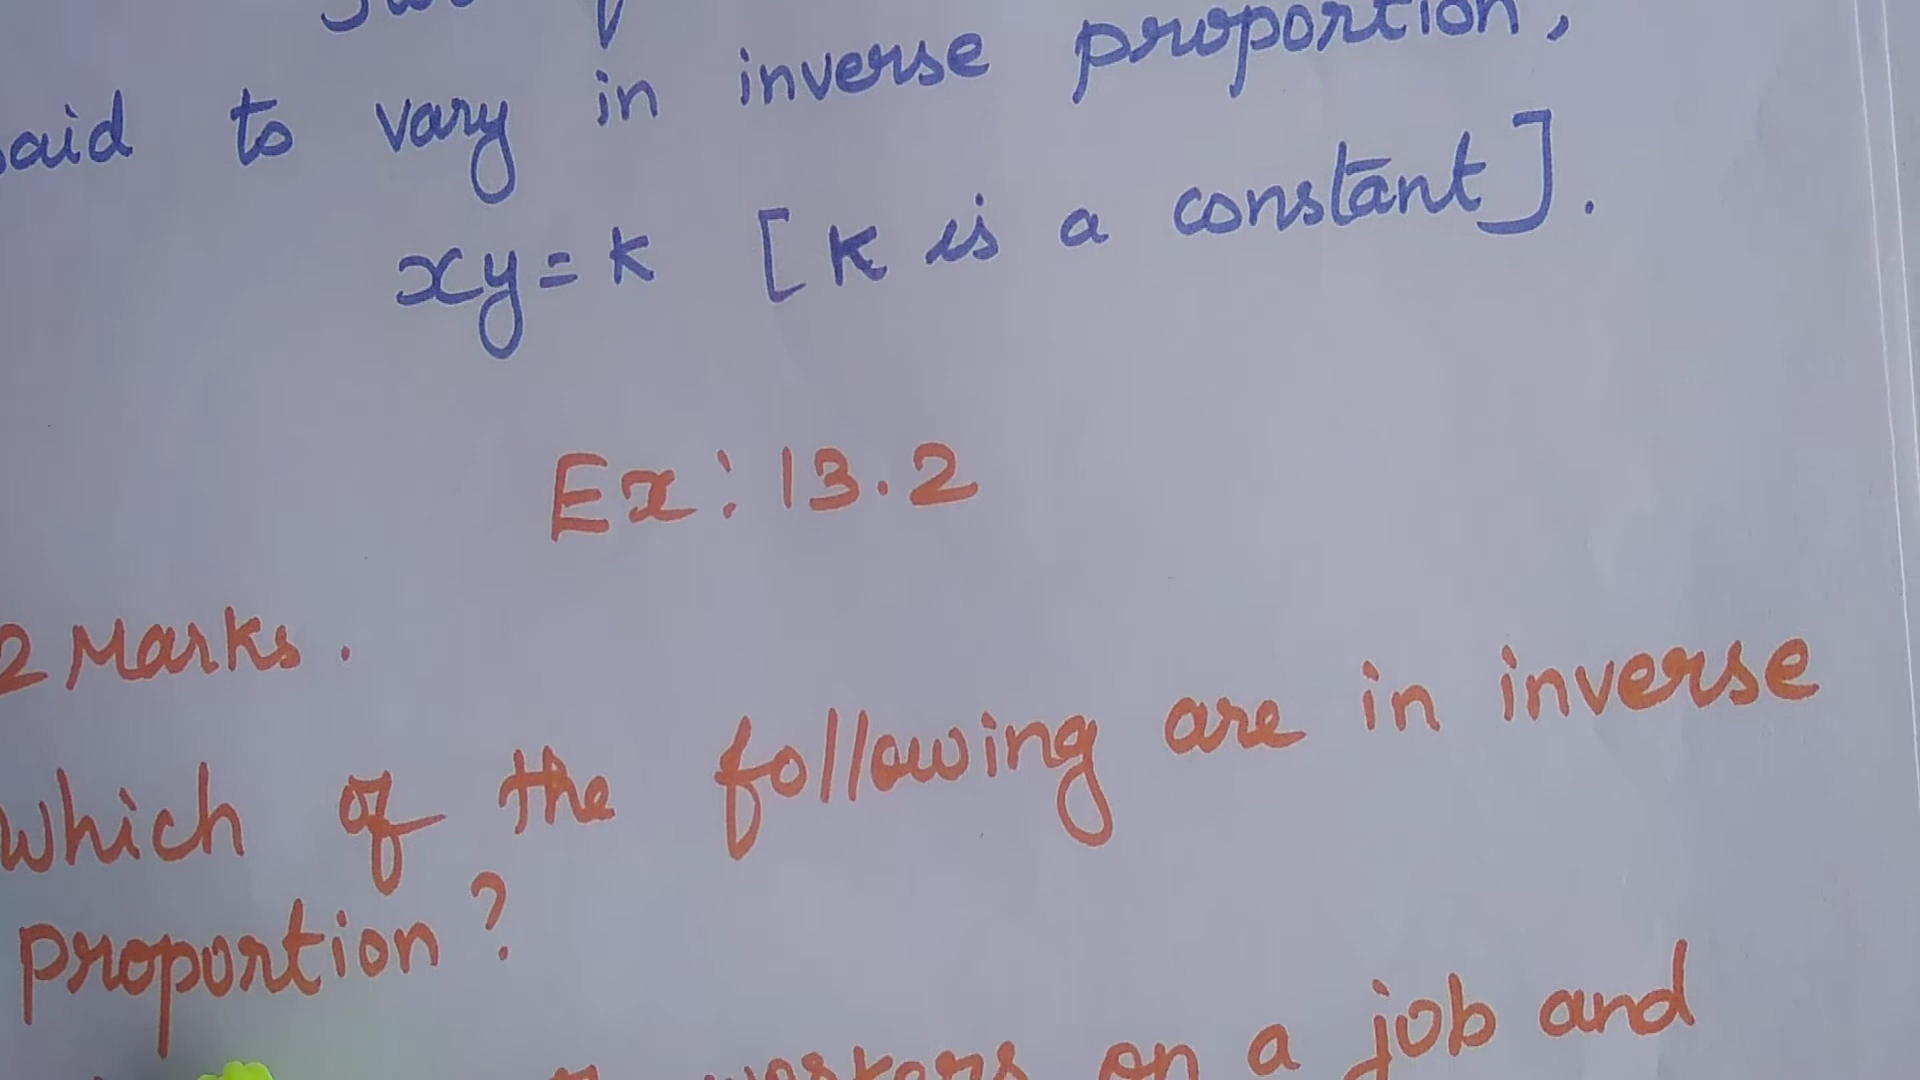 said to vary in inverse proportion,
xy = k [k is a constant].
Ex: 13.2
2 Marks.
Which of the following are in inverse
proportion?
workers on a job and